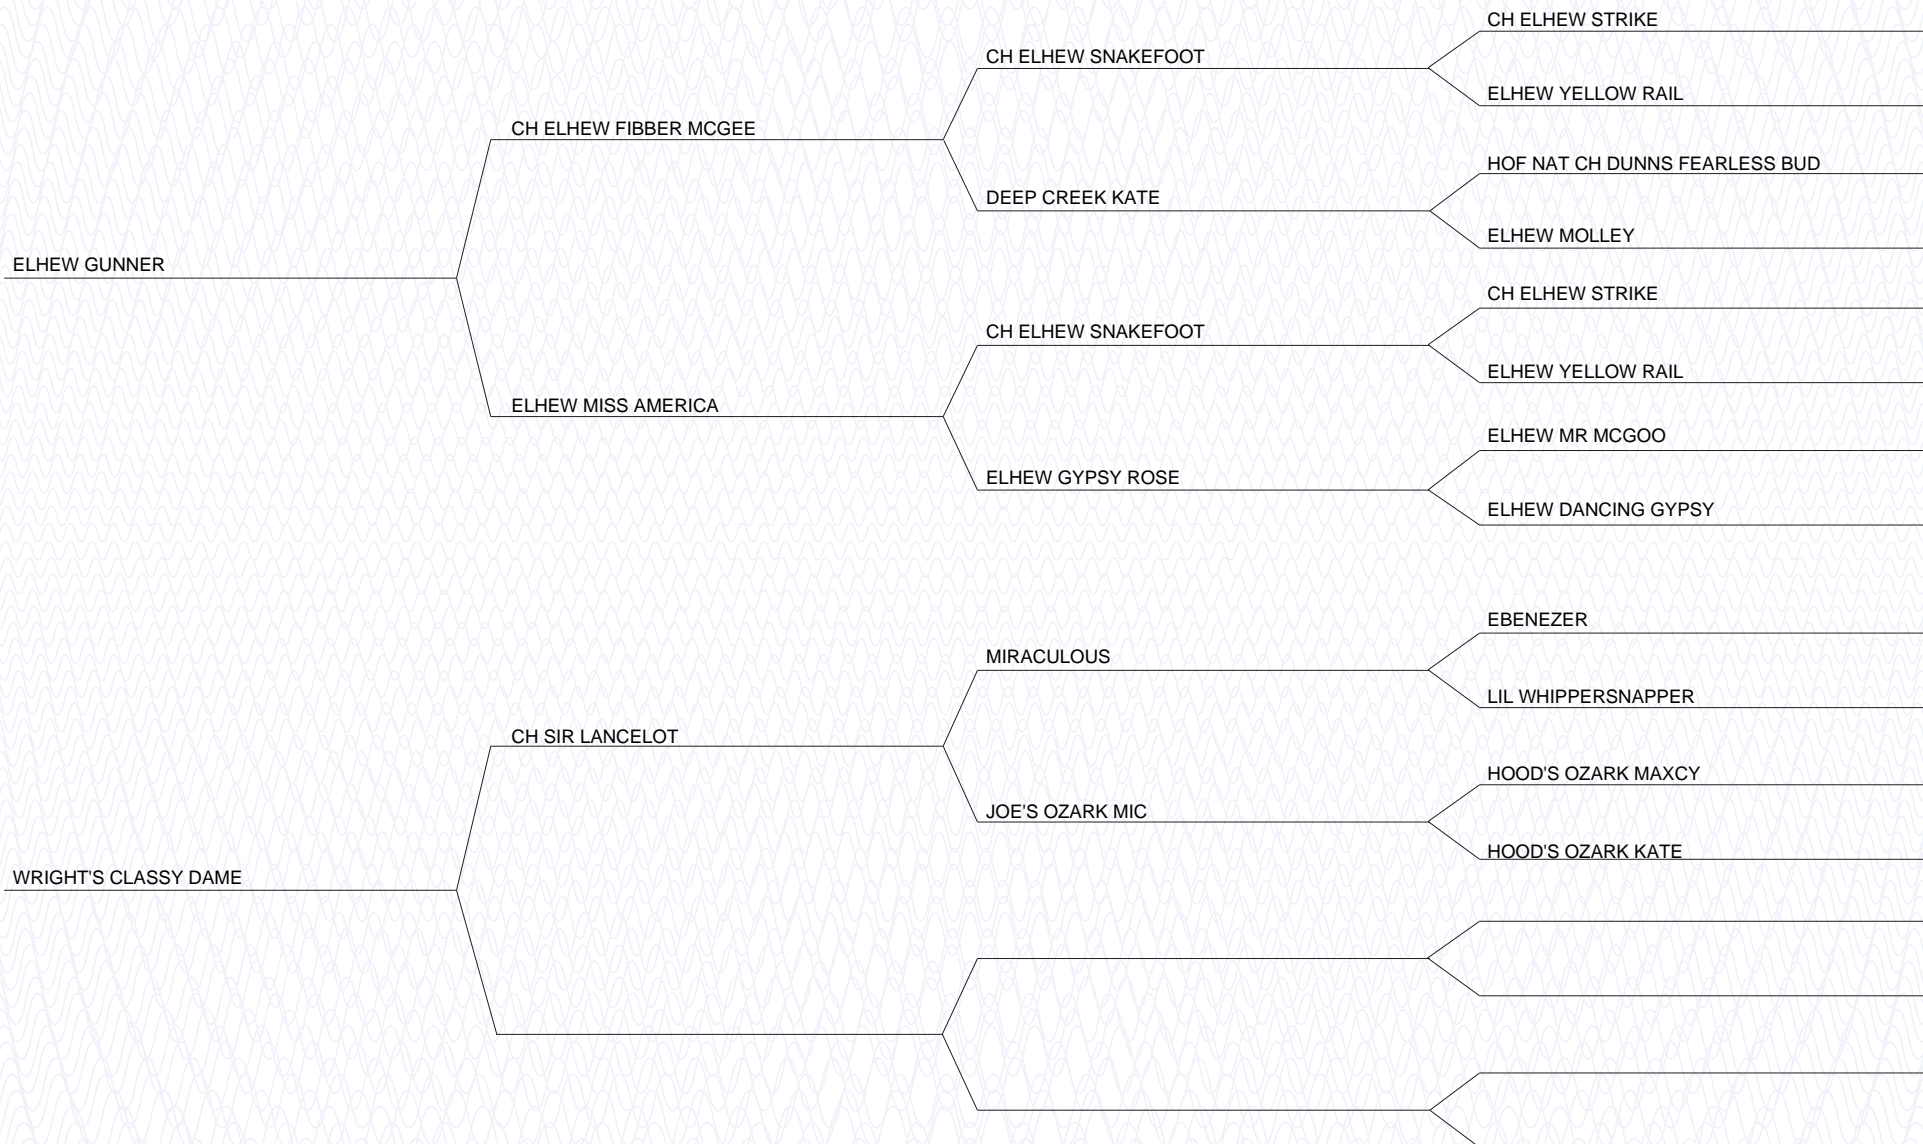 CH ELHEW STRIKE
CH ELHEW SNAKEFOOT
ELHEW YELLOW RAIL
CH ELHEW FIBBER MCGEE
HOF NAT CH DUNNS FEARLESS BUD
DEEP CREEK KATE
ELHEW MOLLEY
ELHEW GUNNER
CH ELHEW STRIKE
CH ELHEW SNAKEFOOT
ELHEW YELLOW RAIL
ELHEW MISS AMERICA
ELHEW MR MCGOO
ELHEW GYPSY ROSE
ELHEW DANCING GYPSY
EBENEZER
MIRACULOUS
LIL WHIPPERSNAPPER
CH SIR LANCELOT
HOOD'S OZARK MAXCY
JOE'S OZARK MIC
HOOD'S OZARK KATE
WRIGHT'S CLASSY DAME